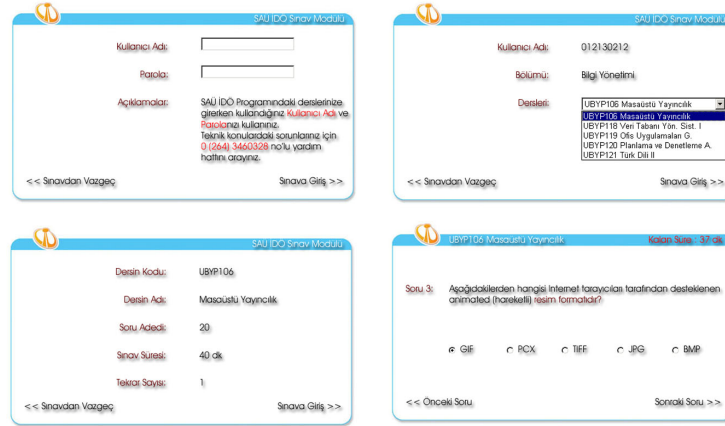 SAÜ İDÖ Sınav Modülü
Kullanıcı Adı:
Parola:
Açıklamalar: SAÜ İDÖ Programındaki derslerinize
girerken kullandığınız Kullanıcı Adı ve
Parolanızı kullanınız.
Teknik konulardaki sorunlarınız için
0 (264) 3460328 no'lu yardım
hattını arayınız.
<< Sınavdan Vazgeç Sınava Giriş >>
SAÜ İDÖ Sınav Modülü
Kullanıcı Adı: 012130212
Bölümü: Bilgi Yönetimi
Dersleri: UBYP106 Masaüstü Yayıncılık
UBYP106 Masaüstü Yayıncılık
UBYP118 Veri Tabanı Yön. Sist. I
UBYP119 Ofis Uygulamaları G.
UBYP120 Planlama ve Denetleme A.
UBYP121 Türk Dili II
<< Sınavdan Vazgeç Sınava Giriş >>
SAÜ İDÖ Sınav Modülü
Dersin Kodu: UBYP106
Dersin Adı: Masaüstü Yayıncılık
Soru Adedi: 20
Sınav Süresi: 40 dk
Tekrar Sayısı: 1
<< Sınavdan Vazgeç Sınava Giriş >>
UBYP106 Masaüstü Yayıncılık Kalan Süre : 37 dk
Soru 3: Aşağıdakilerden hangisi İnternet tarayıcıları tarafından desteklenen
animated (hareketli) resim formatıdır?
GIF PCX TIFF JPG BMP
<< Önceki Soru Sonraki Soru >>